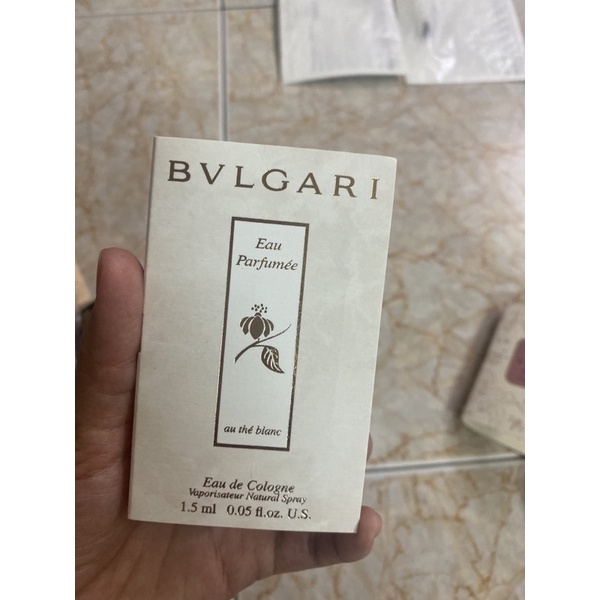 BVLGARI
Eau
Parfumée
au thé blanc
Eau de Cologne
Vaporisateur Natural Spray
1.5 ml 0.05 fl.oz. U.S.